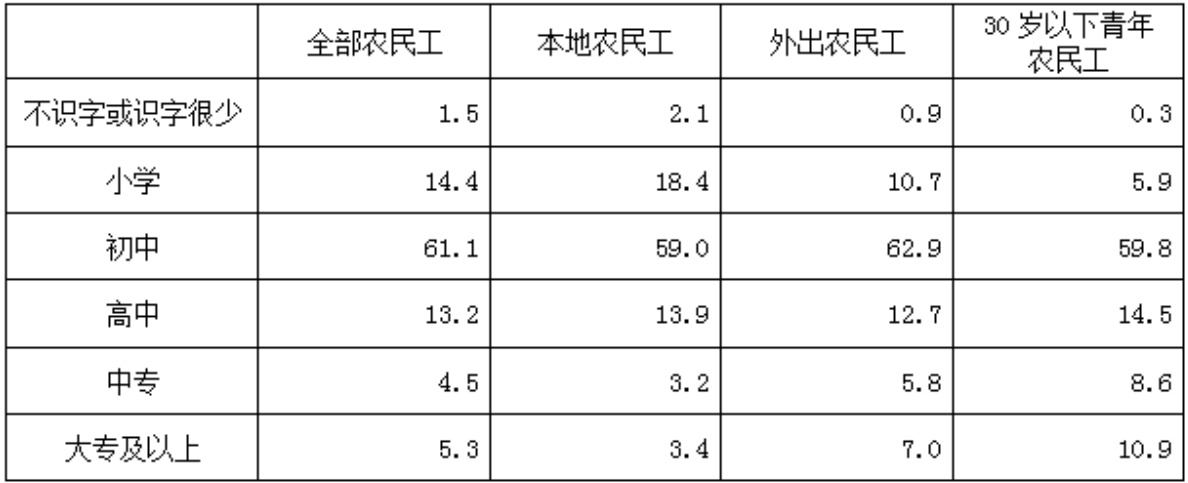 全部农民工 本地农民工 外出农民工 30 岁以下青年
农民工
不识字或识字很少 1.5 2.1 0.9 0.3
小学 14.4 18.4 10.7 5.9
初中 61.1 59.0 62.9 59.8
高中 13.2 13.9 12.7 14.5
中专 4.5 3.2 5.8 8.6
大专及以上 5.3 3.4 7.0 10.9